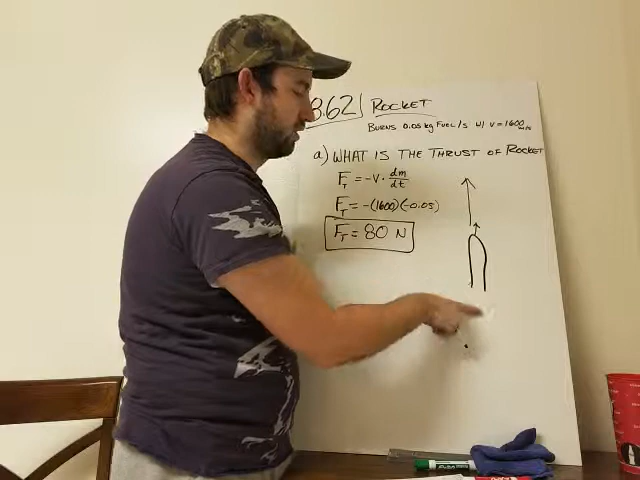 8.62 ROCKET
BURNS 0.05 kg FUEL/s W/ V = 1600 m/s
a) WHAT IS THE THRUST OF ROCKET
F_T = -V · dm/dt
F_T = -(1600)(-0.05)
F_T = 80 N